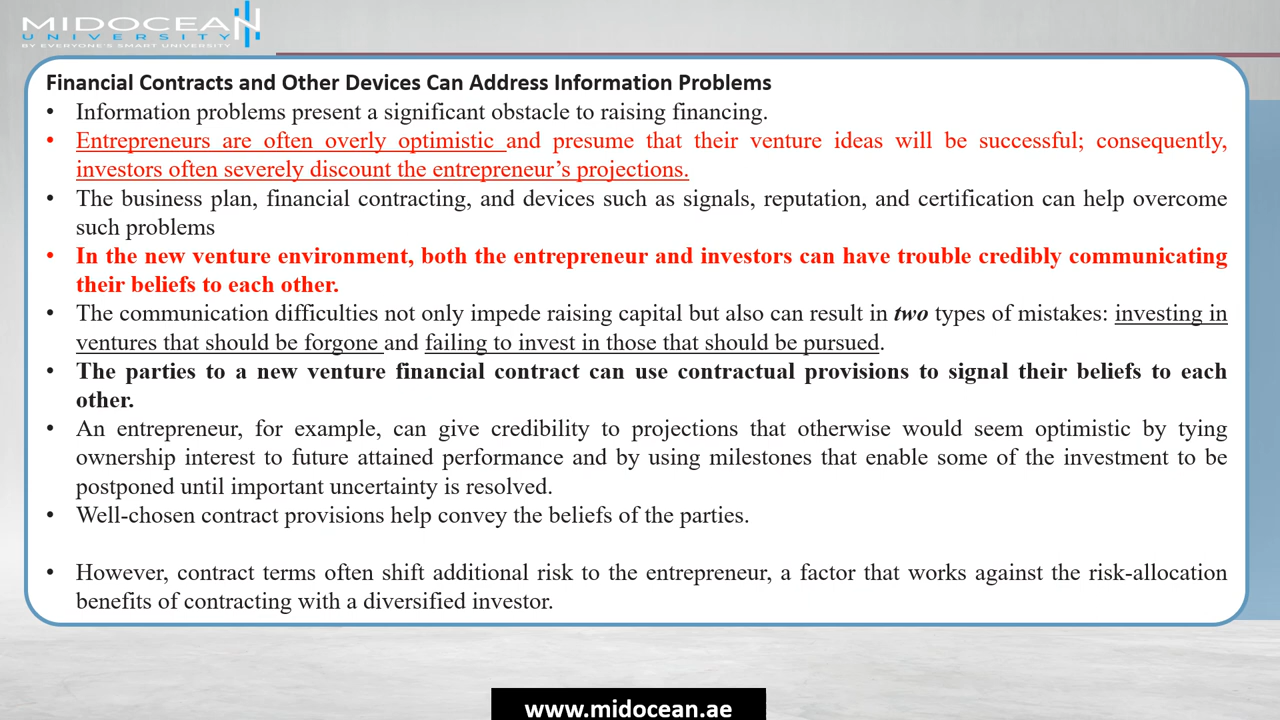 MIDOCEAN
UNIVERSITY
BY EVERYONE'S SMART UNIVERSITY
Financial Contracts and Other Devices Can Address Information Problems
• Information problems present a significant obstacle to raising financing.
• Entrepreneurs are often overly optimistic and presume that their venture ideas will be successful; consequently,
investors often severely discount the entrepreneur's projections.
• The business plan, financial contracting, and devices such as signals, reputation, and certification can help overcome
such problems
• In the new venture environment, both the entrepreneur and investors can have trouble credibly communicating
their beliefs to each other.
• The communication difficulties not only impede raising capital but also can result in two types of mistakes: investing in
ventures that should be forgone and failing to invest in those that should be pursued.
• The parties to a new venture financial contract can use contractual provisions to signal their beliefs to each
other.
• An entrepreneur, for example, can give credibility to projections that otherwise would seem optimistic by tying
ownership interest to future attained performance and by using milestones that enable some of the investment to be
postponed until important uncertainty is resolved.
• Well-chosen contract provisions help convey the beliefs of the parties.
• However, contract terms often shift additional risk to the entrepreneur, a factor that works against the risk-allocation
benefits of contracting with a diversified investor.
www.midocean.ae